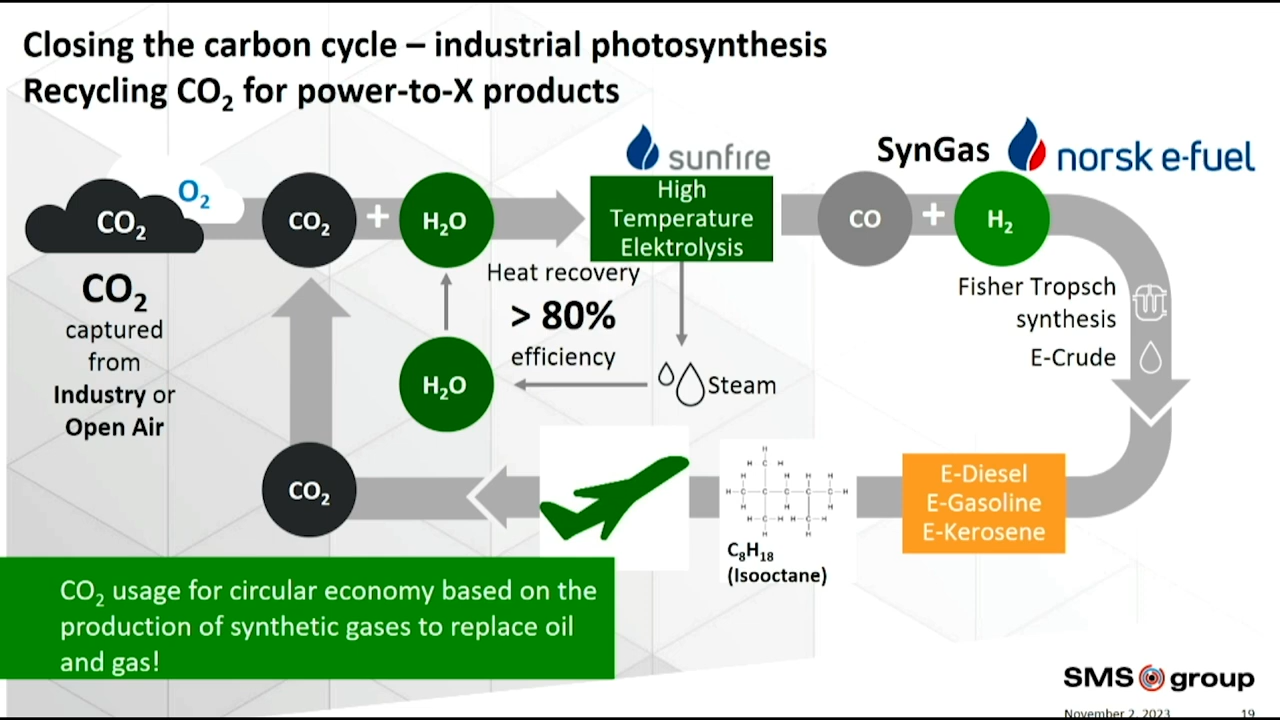 Closing the carbon cycle – industrial photosynthesis
Recycling CO₂ for power-to-X products
sunfire
SynGas
norsk e-fuel
O₂
CO₂
CO₂
+
H₂O
High
Temperature
Elektrolysis
CO
+
H₂
CO₂
captured
from
Industry or
Open Air
Heat recovery
> 80%
efficiency
H₂O
Steam
Fisher Tropsch
synthesis
E-Crude
CO₂
C₈H₁₈
(Isooctane)
E-Diesel
E-Gasoline
E-Kerosene
CO₂ usage for circular economy based on the
production of synthetic gases to replace oil
and gas!
SMS group
November 2, 2023
19